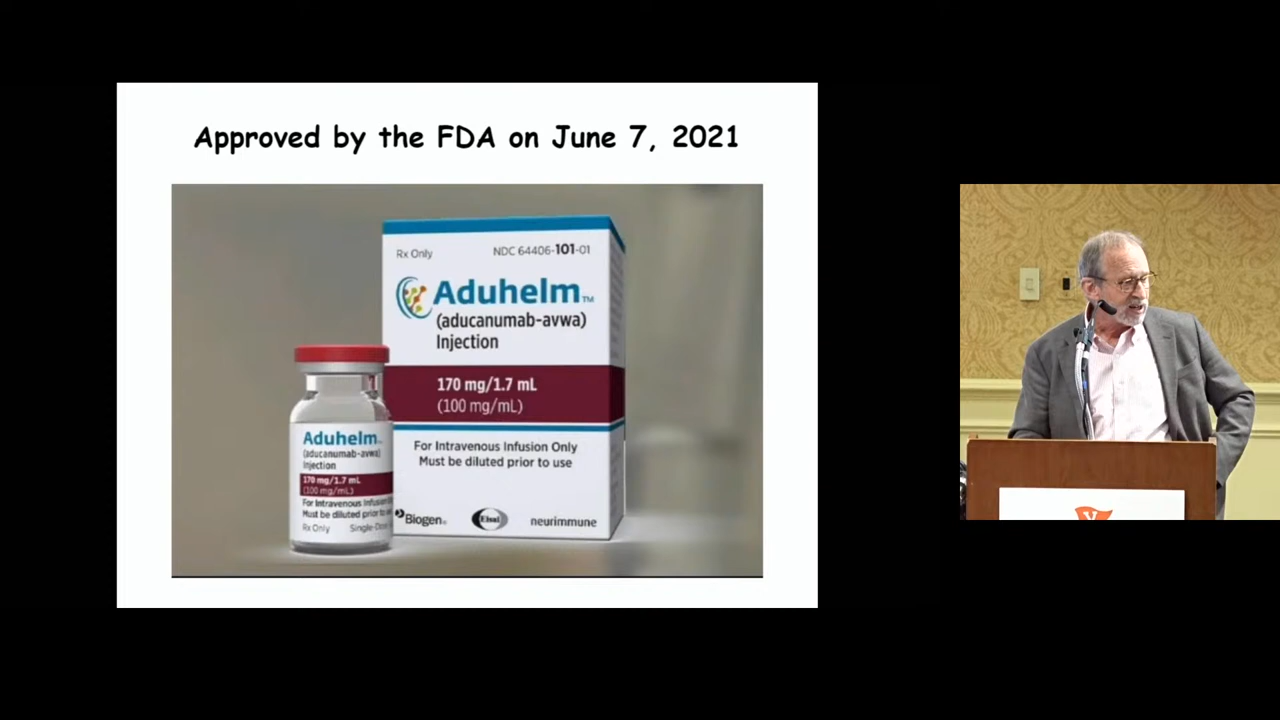 Approved by the FDA on June 7, 2021
Rx Only
NDC 64406-101-01
Aduhelm™
(aducanumab-avwa)
Injection
170 mg/1.7 mL
(100 mg/mL)
For Intravenous Infusion Only
Must be diluted prior to use
Biogen.
Eisai
neurimmune
Aduhelm™
(aducanumab-avwa)
Injection
170 mg/1.7 mL
(100 mg/mL)
For Intravenous Infusion
Must be diluted prior to
Rx Only